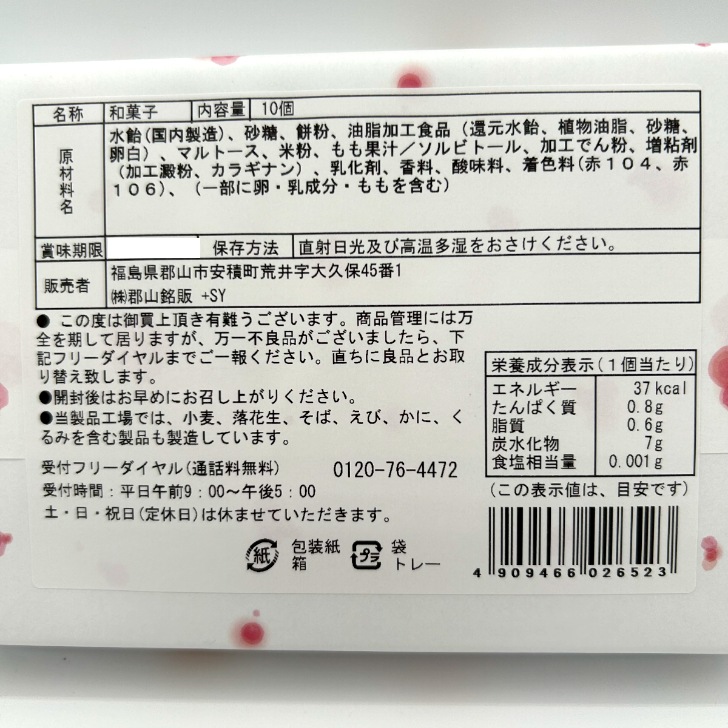 名称 和菓子 内容量 10個
原材料名 水飴(国内製造)、砂糖、餅粉、油脂加工食品(還元水飴、植物油脂、砂糖、
卵白)、マルトース、米粉、もも果汁/ソルビトール、加工でん粉、増粘剤
(加工澱粉、カラギナン)、乳化剤、香料、酸味料、着色料(赤104、赤
106)、(一部に卵・乳成分・ももを含む)
賞味期限 保存方法 直射日光及び高温多湿をおさけください。
販売者 福島県郡山市安積町荒井字大久保45番1
㈱郡山銘販 +SY
● この度は御買上頂き有難うございます。商品管理には万
全を期して居りますが、万一不良品がございましたら、下
記フリーダイヤルまでご一報ください。直ちに良品とお取
り替え致します。
●開封後はお早めにお召し上がりください。
●当製品工場では、小麦、落花生、そば、えび、かに、く
るみを含む製品も製造しています。
受付フリーダイヤル(通話料無料) 0120-76-4472
受付時間:平日午前9:00～午後5:00
土・日・祝日(定休日)は休ませていただきます。
栄養成分表示(1個当たり)
エネルギー 37kcal
たんぱく質 0.8g
脂質 0.6g
炭水化物 7g
食塩相当量 0.001g
(この表示値は、目安です)
紙 包装紙 プラ 袋
箱 トレー
4 909466 026523